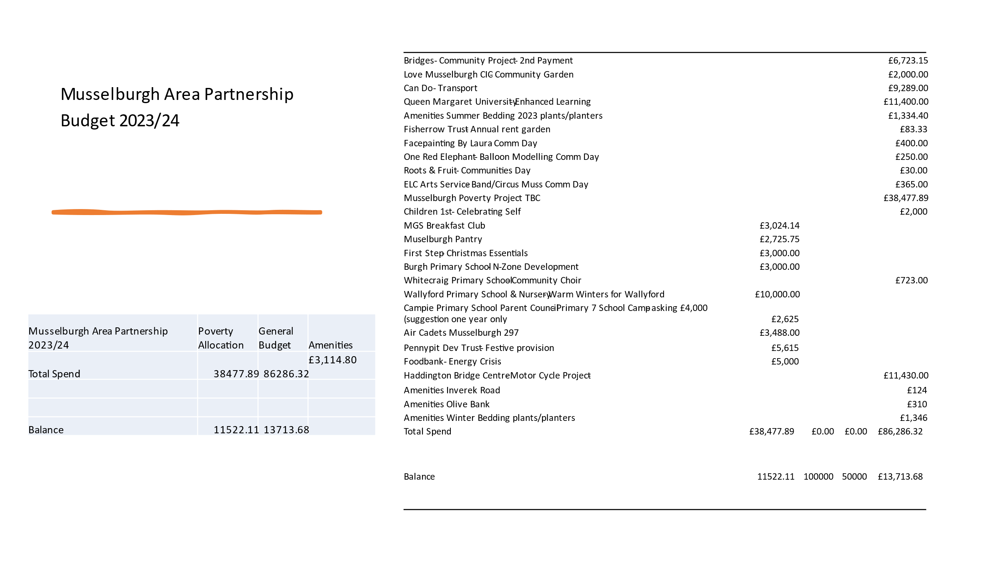 Musselburgh Area Partnership
Budget 2023/24
Musselburgh Area Partnership 2023/24 Poverty Allocation General Budget Amenities
Total Spend 38477.89 86286.32 £3,114.80
Balance 11522.11 13713.68
Bridges- Community Project- 2nd Payment £6,723.15
Love Musselburgh CIC- Community Garden £2,000.00
Can Do- Transport £9,289.00
Queen Margaret University- Enhanced Learning £11,400.00
Amenities Summer Bedding 2023 plants/planters £1,334.40
Fisherrow Trust- Annual rent garden £83.33
Facepainting By Laura Comm Day £400.00
One Red Elephant- Balloon Modelling Comm Day £250.00
Roots & Fruit- Communities Day £30.00
ELC Arts Service- Band/Circus Muss Comm Day £365.00
Musselburgh Poverty Project TBC £38,477.89
Children 1st- Celebrating Self £2,000
MGS Breakfast Club £3,024.14
Muselburgh Pantry £2,725.75
First Step- Christmas Essentials £3,000.00
Burgh Primary School- N-Zone Development £3,000.00
Whitecraig Primary School- Community Choir £723.00
Wallyford Primary School & Nursery- Warm Winters for Wallyford £10,000.00
Campie Primary School Parent Council- Primary 7 School Camp- asking £4,000
(suggestion one year only £2,625
Air Cadets Musselburgh 297 £3,488.00
Pennypit Dev Trust- Festive provision £5,615
Foodbank- Energy Crisis £5,000
Haddington Bridge Centre- Motor Cycle Project- £11,430.00
Amenities Inverek Road £124
Amenities Olive Bank £310
Amenities Winter Bedding plants/planters £1,346
Total Spend £38,477.89 £0.00 £0.00 £86,286.32
Balance 11522.11 100000 50000 £13,713.68